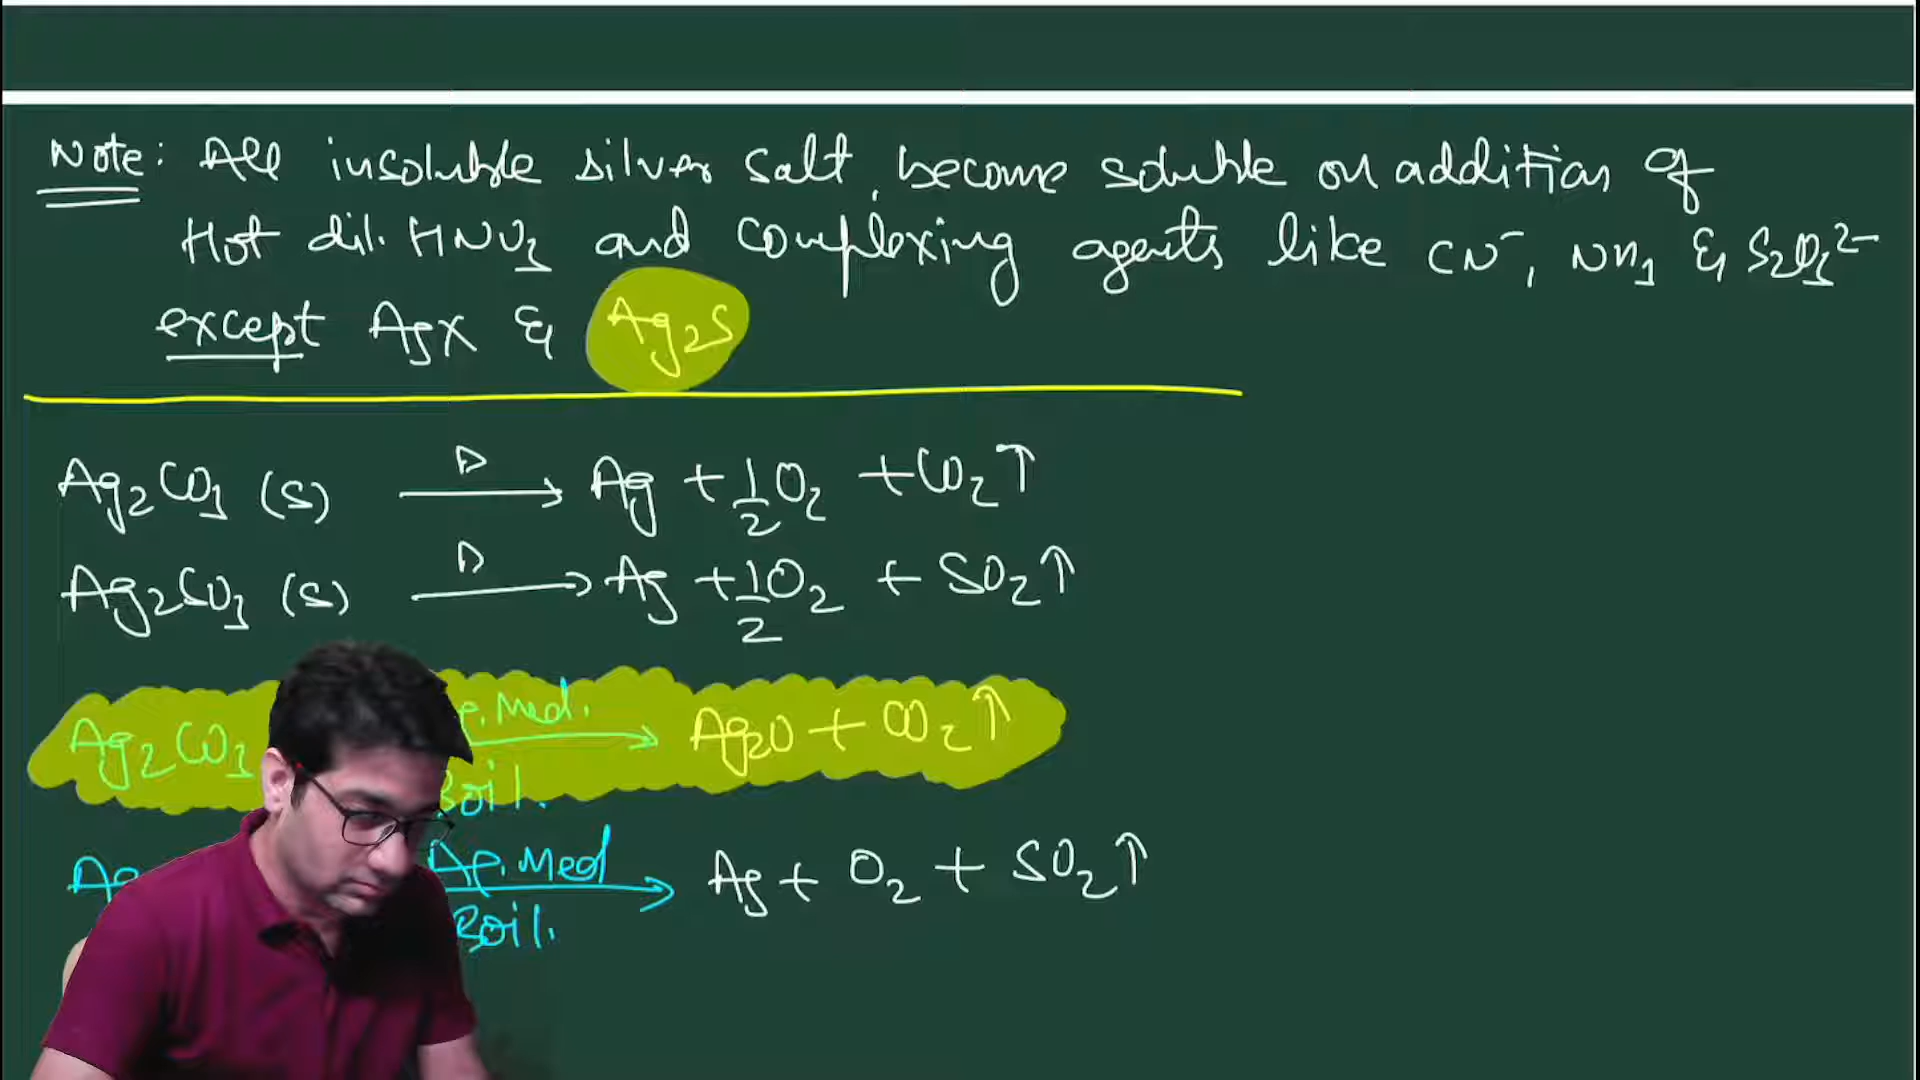 Note: All insoluble silver salt, become soluble on addition of
Hot dil. HNO3 and complexing agents like CN⁻, NH3 & S2O3²⁻
except AgX & Ag2S
Ag2CO3 (s) →Δ Ag + 1/2 O2 + CO2↑
Ag2SO3 (s) →Δ Ag + 1/2 O2 + SO2↑
Ag2CO3 p. Med. → Ag2O + CO2↑
Boil.
Ag Aq. Med → Ag + O2 + SO2↑
Boil.